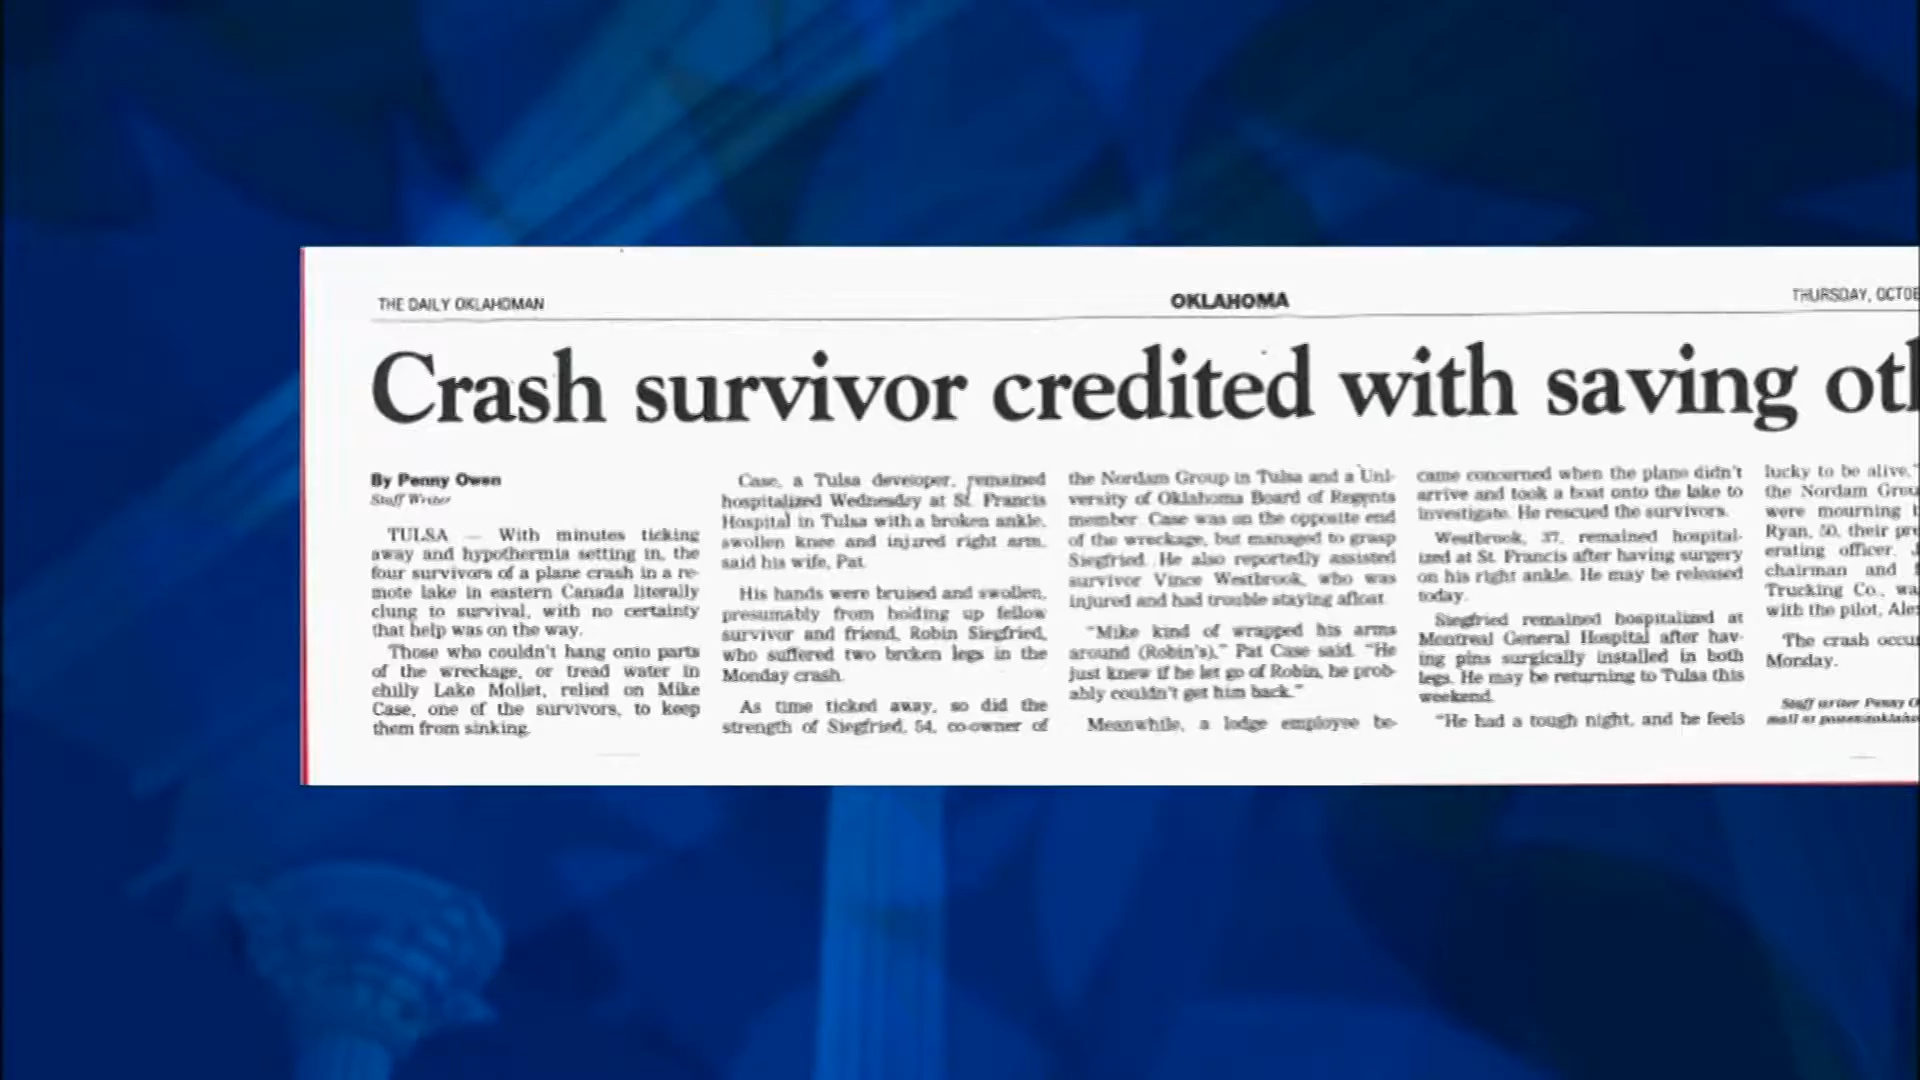 THE DAILY OKLAHOMAN
OKLAHOMA
THURSDAY, OCTOB
Crash survivor credited with saving oth
By Penny Owen
Staff Writer
TULSA — With minutes ticking
away and hypothermia setting in, the
four survivors of a plane crash in a re-
mote lake in eastern Canada literally
clung to survival, with no certainty
that help was on the way.
Those who couldn't hang onto parts
of the wreckage, or tread water in
chilly Lake Mollet, relied on Mike
Case, one of the survivors, to keep
them from sinking.
Case, a Tulsa developer, remained
hospitalized Wednesday at St. Francis
Hospital in Tulsa with a broken ankle,
swollen knee and injured right arm,
said his wife, Pat.
His hands were bruised and swollen,
presumably from holding up fellow
survivor and friend, Robin Siegfried,
who suffered two broken legs in the
Monday crash.
As time ticked away, so did the
strength of Siegfried, 54, co-owner of
the Nordam Group in Tulsa and a Uni-
versity of Oklahoma Board of Regents
member. Case was on the opposite end
of the wreckage, but managed to grasp
Siegfried. He also reportedly assisted
survivor Vince Westbrook, who was
injured and had trouble staying afloat.
"Mike kind of wrapped his arms
around (Robin's)," Pat Case said. "He
just knew if he let go of Robin, he prob-
ably couldn't get him back."
Meanwhile, a lodge employee be-
came concerned when the plane didn't
arrive and took a boat onto the lake to
investigate. He rescued the survivors.
Westbrook, 37, remained hospital-
ized at St. Francis after having surgery
on his right ankle. He may be released
today.
Siegfried remained hospitalized at
Montreal General Hospital after hav-
ing pins surgically installed in both
legs. He may be returning to Tulsa this
weekend.
"He had a tough night, and he feels
lucky to be alive,"
the Nordam Grou
were mourning
Ryan, 50, their pre
erating officer.
chairman and
Trucking Co., wa
with the pilot, Ale
The crash occu
Monday.
Staff writer Penny O
mail at